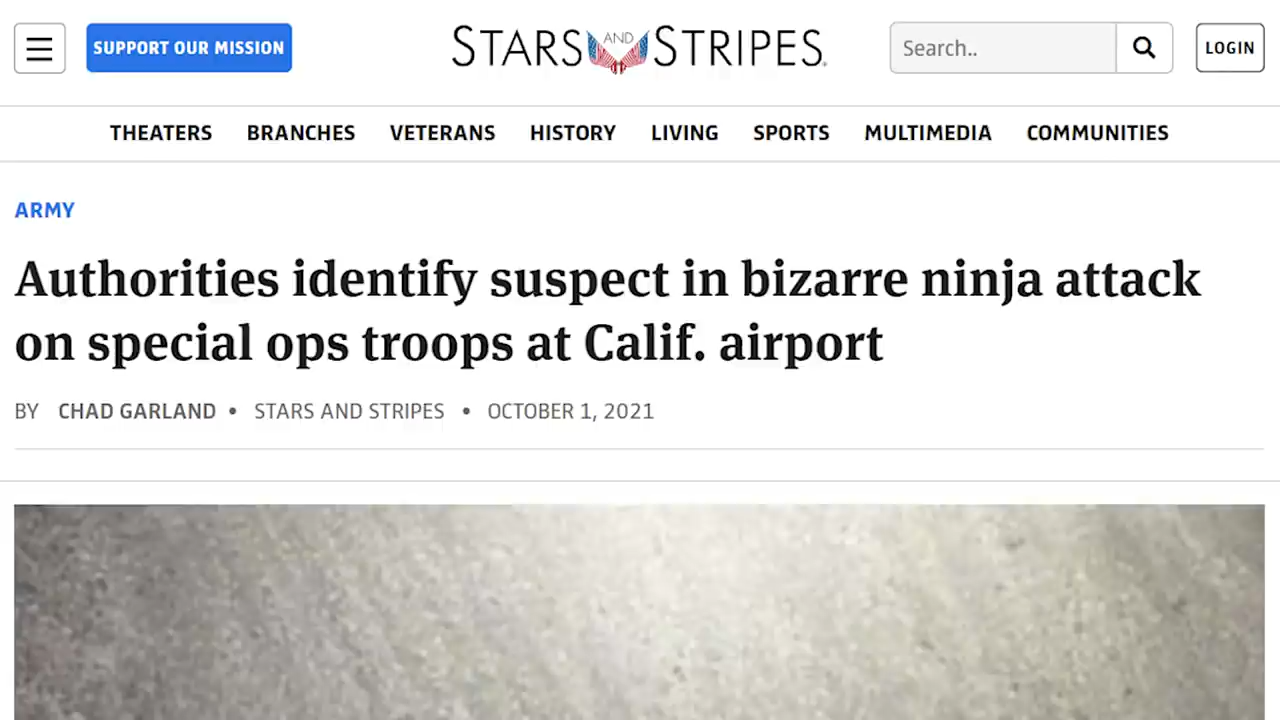 SUPPORT OUR MISSION
STARS AND STRIPES
Search..
LOGIN
THEATERS BRANCHES VETERANS HISTORY LIVING SPORTS MULTIMEDIA COMMUNITIES
ARMY
Authorities identify suspect in bizarre ninja attack
on special ops troops at Calif. airport
BY CHAD GARLAND • STARS AND STRIPES • OCTOBER 1, 2021